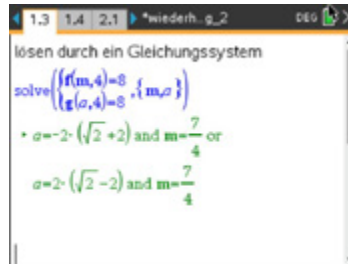 1.3 1.4 2.1 *wiederh…g_2 DEG
lösen durch ein Gleichungssystem
solve({f(m,4)=8, g(a,4)=8 ,{m,a})
▸ a=-2·(√2+2) and m=7/4 or
a=2·(√2-2) and m=7/4